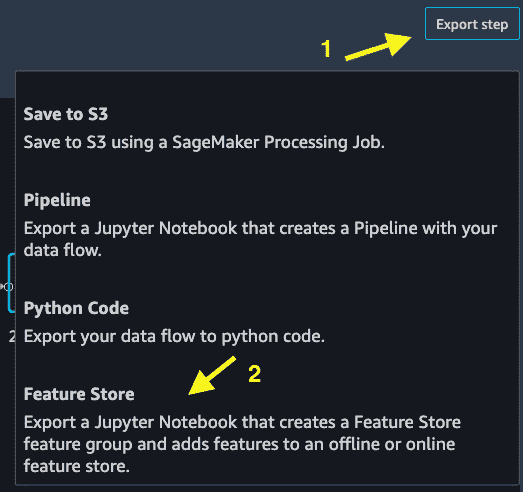 Export step
1
Save to S3
Save to S3 using a SageMaker Processing Job.
Pipeline
Export a Jupyter Notebook that creates a Pipeline with your
data flow.
Python Code
2
Export your data flow to python code.
2
Feature Store
Export a Jupyter Notebook that creates a Feature Store
feature group and adds features to an offline or online
feature store.